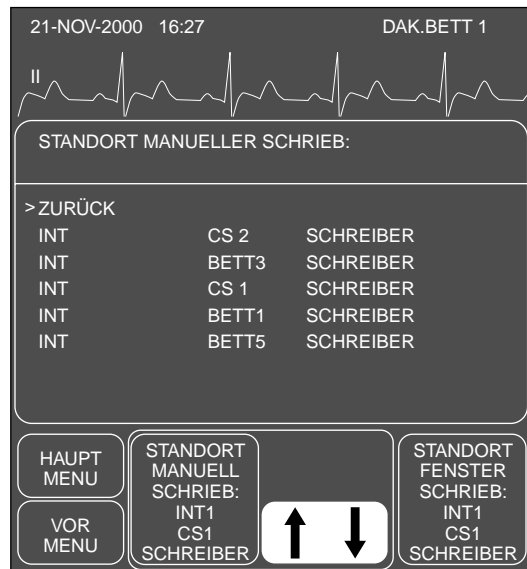 21-NOV-2000 16:27 DAK.BETT 1
II
STANDORT MANUELLER SCHRIEB:
>ZURÜCK
INT CS 2 SCHREIBER
INT BETT3 SCHREIBER
INT CS 1 SCHREIBER
INT BETT1 SCHREIBER
INT BETT5 SCHREIBER
HAUPT
MENU
VOR
MENU
STANDORT
MANUELL
SCHRIEB:
INT1
CS1
SCHREIBER
STANDORT
FENSTER
SCHRIEB:
INT1
CS1
SCHREIBER